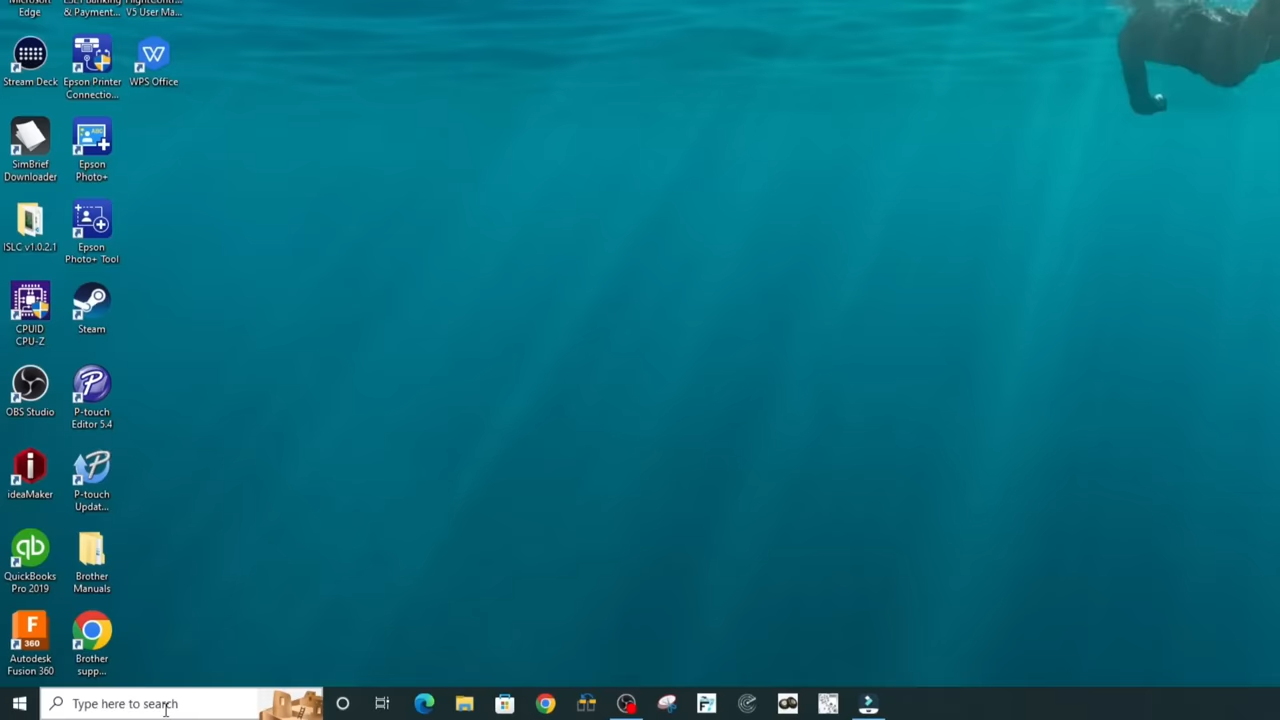 Microsoft
Edge
& Payment...
V5 User Ma...
Stream Deck
Epson Printer
Connectio...
WPS Office
SimBrief
Downloader
Epson
Photo+
ISLC v1.0.2.1
Epson
Photo+ Tool
CPUID
CPU-Z
Steam
OBS Studio
P-touch
Editor 5.4
ideaMaker
P-touch
Updat...
QuickBooks
Pro 2019
Brother
Manuals
F
360
Autodesk
Fusion 360
Brother
supp...
Type here to search